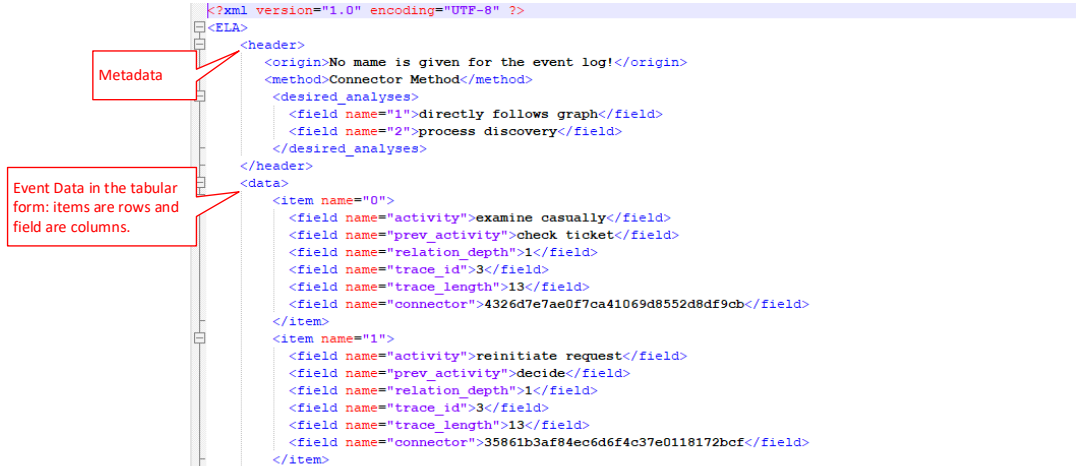 <?xml version="1.0" encoding="UTF-8" ?>
<ELA>
<header>
Metadata
<origin>No mame is given for the event log!</origin>
<method>Connector Method</method>
<desired_analyses>
<field name="1">directly follows graph</field>
<field name="2">process discovery</field>
</desired_analyses>
</header>
Event Data in the tabular
form: items are rows and
field are columns.
<data>
<item name="0">
<field name="activity">examine casually</field>
<field name="prev_activity">check ticket</field>
<field name="relation_depth">1</field>
<field name="trace_id">3</field>
<field name="trace_length">13</field>
<field name="connector">4326d7e7ae0f7ca41069d8552d8df9cb</field>
</item>
<item name="1">
<field name="activity">reinitiate request</field>
<field name="prev_activity">decide</field>
<field name="relation_depth">1</field>
<field name="trace_id">3</field>
<field name="trace_length">13</field>
<field name="connector">35861b3af84ec6d6f4c37e0118172bcf</field>
</item>